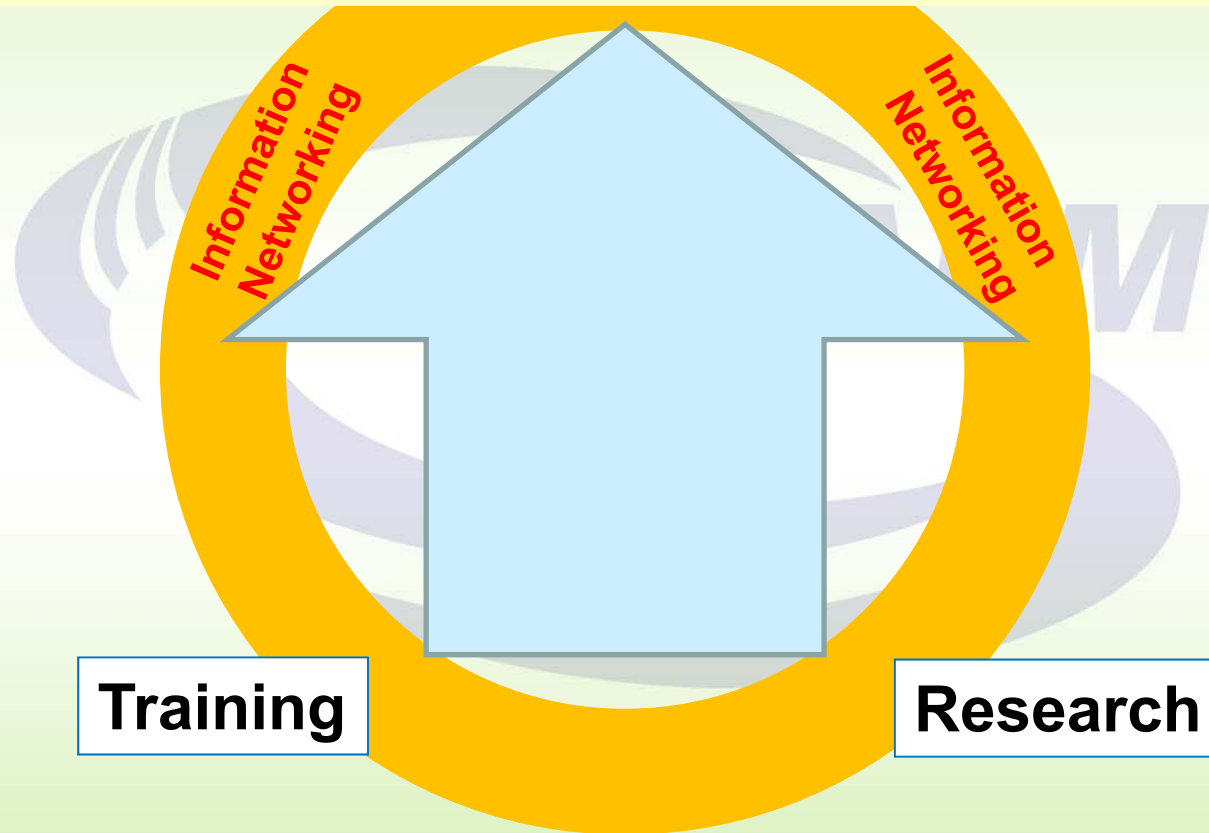 Information
Networking
Information
Networking
M
Training
Research